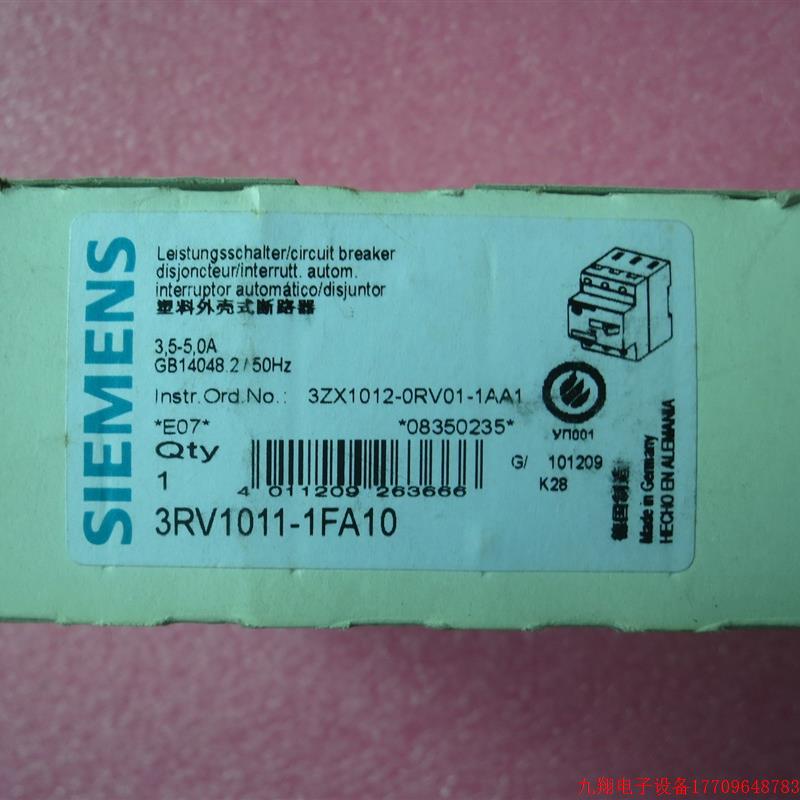 SIEMENS
Leistungsschalter/circuit breaker
disjoncteur/interrutt. autom.
interruptor automático/disjuntor
塑料外壳式断路器
3,5-5,0A
GB14048.2 / 50Hz
Instr.Ord.No.: 3ZX1012-0RV01-1AA1
*E07* *08350235*
Qty
1
4 011209 263666
3RV1011-1FA10
УП001
G/ 101209
K28
德国制造
Made in Germany
HECHO EN ALEMANIA
九翔电子设备17709648783